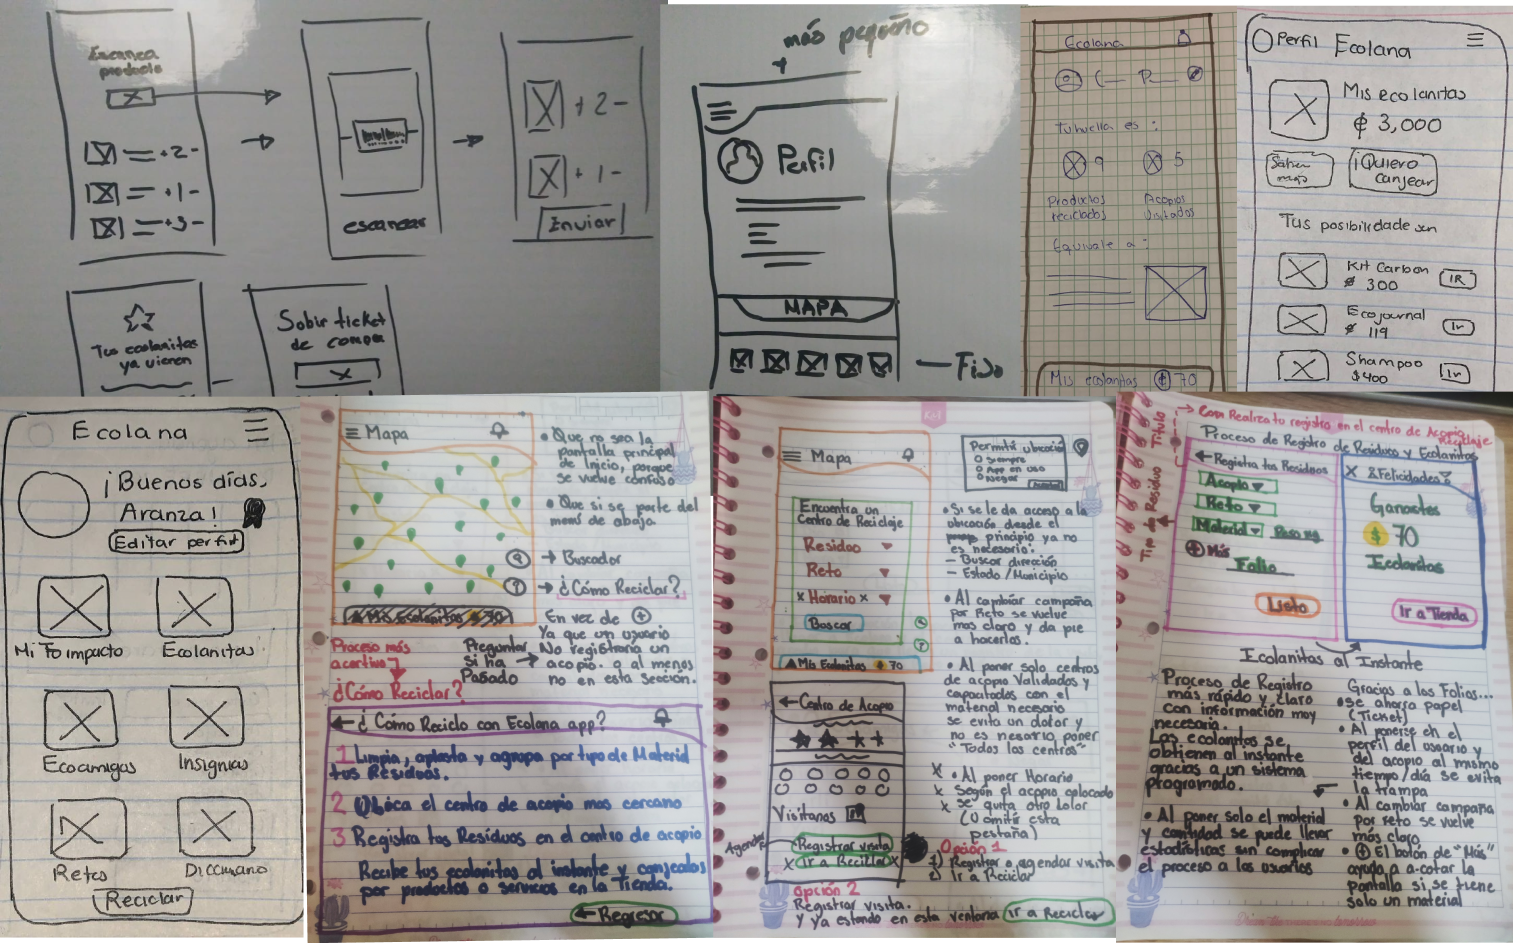 Escanea
producto
+2-
+1-
+3-
escanear
+2-
+1-
Enviar
Tus ecolanitas
ya vienen
Subir ticket
de compra
más pequeño
Perfil
MAPA
Fijo
Ecolana
Tu huella es :
9
5
Productos
reciclados
Acopios
visitados
Equivale a :
Mis ecolanitas $ 70
Perfil Ecolana
Mis ecolanitas
₡ 3,000
Saber
mas
¡Quiero
canjear
Tus posibilidade son
Kit Carbon
$ 300
IR
Ecojournal
$ 119
Ir
Shampoo
$400
Ir
Ecolana
¡Buenos días,
Aranza!
Editar perfil
Mi impacto
Ecolanitas
Ecoamigas
Insignias
Retos
Diccinario
Reciclar
Mapa
• Que no sea la
pantalla principal
de Inicio, porque
se vuelve confuso
• Que si se parte del
menú de abajo.
→ Buscador
? → ¿Cómo Reciclar?
Mis Ecolanitas 70
En vez de +
Ya que un usuario
No registraria un
acopio. o al menos
no en esta sección.
Proceso más
acertivo
Preguntar
si ha
Pasado
¿Cómo Reciclar?
← ¿Cómo Reciclo con Ecolana app?
1 Limpia, aplasta y agrupa por tipo de Material
tus Residuos.
2 Ubica el centro de acopio mas cercano
3 Registra tus Residuos en el centro de acopio
Recibe tus ecolanitas al instante y canjealas
por productos o servicios en la Tienda.
← Regresar
Mapa
Permitir ubicación
Siempre
App en uso
Negar
Encuentra un
Centro de Reciclaje
Residuo
Reto
x Horario x
Buscar
Mis Ecolanitas $ 70
• Si se le da acceso a la
ubicación desde el
principio ya no
es necesario:
– Buscar dirección
– Estado /Municipio
• Al cambiar campaña
por Reto se vuelve
mas claro y da pie
a hacerlos.
• Al poner solo centros
de acopio Validados y
capacitados con el
material necesario
se evita un dolor y
no es nesario poner
"Todos los centros"
x • Al poner Horario
x según el acopio colocado
x se quita otro dolor
(U omitir esta
pestaña)
← Centro de Acopio
Visitanos
Agendar
Registrar visita
x Ir a Reciclar x
Opción 1
1) Registrar o agendar visita
2) Ir a Reciclar
Opción 2
Registrar visita.
Y ya estando en esta ventana Ir a Reciclar
Como Realiza tu registro en el centro de Acopio
Reciclaje
Titulo
Tipo de Residuo
Proceso de Registro de Residuo y Ecolanitas
← Registra tus Residuos
Acopio
Reto
Material
Peso Kg
+ Más
Folio
Listo
X
¡Felicidades!
Ganastes
$ 70
Ecolanitas
Ir a Tienda
Ecolanitas al Instante
• Proceso de Registro
más rápido y claro
con información muy
necesaria.
Las ecolanitas se
obtienen al instante
gracias a un sistema
programado.
• Al poner solo el material
y cantidad se puede llevar
estadísticas sin complicar
el proceso a los usuarios
Gracias a los Folios...
• se ahorra papel
(Ticket)
• Al ponerse en el
perfil del usuario y
del acopio al mismo
tiempo/día se evita
la trampa
• Al cambiar campaña
por reto se vuelve
más claro.
• + El botón de "Más"
ayuda a a-cotar la
pantalla si se tiene
solo un material